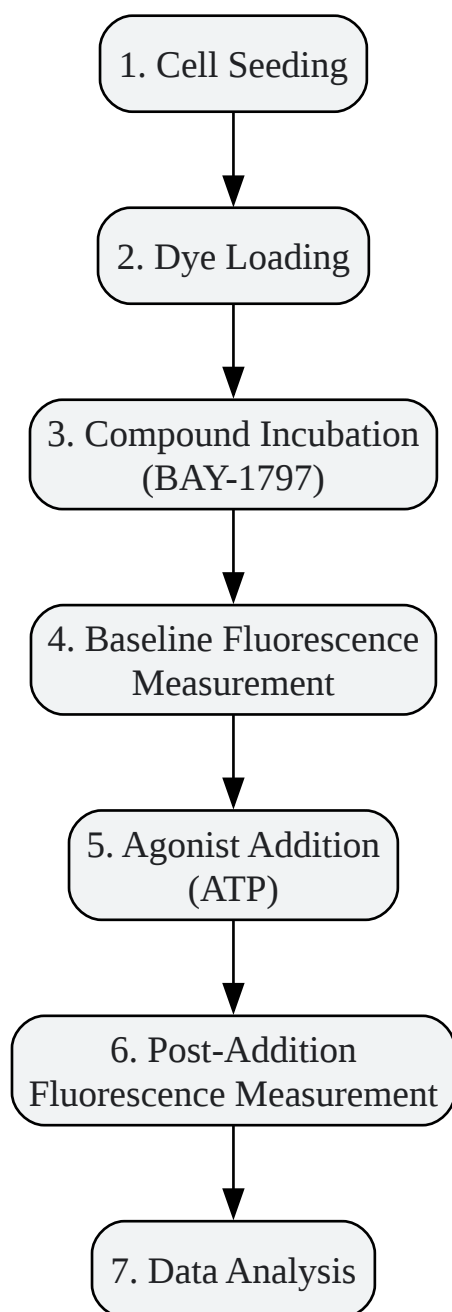 1. Cell Seeding
2. Dye Loading
3. Compound Incubation
(BAY-1797)
4. Baseline Fluorescence
Measurement
5. Agonist Addition
(ATP)
6. Post-Addition
Fluorescence Measurement
7. Data Analysis